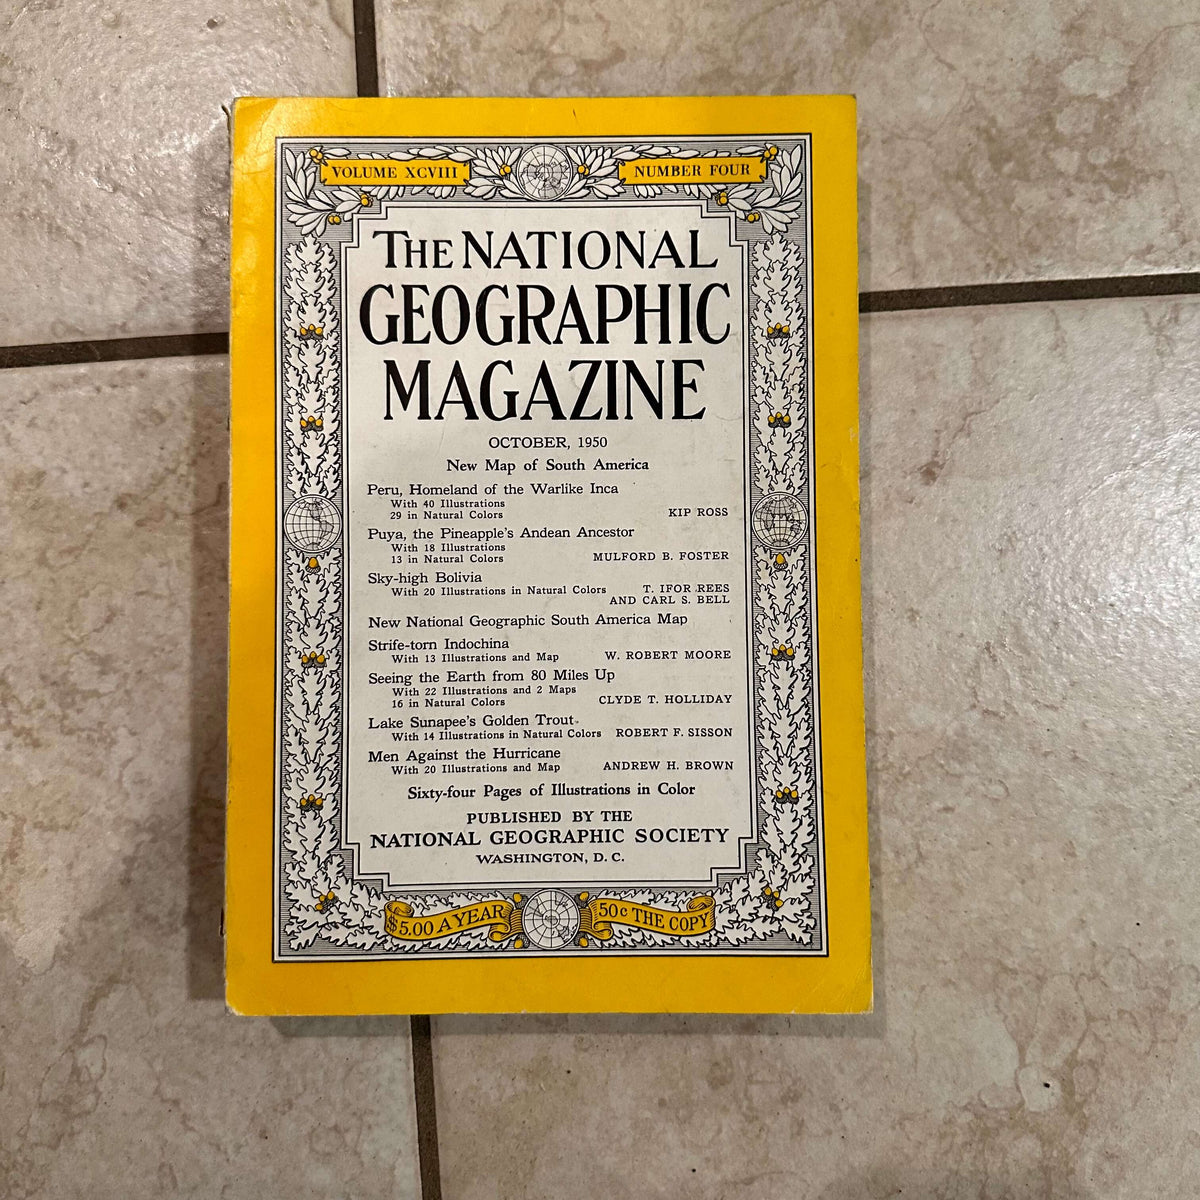 VOLUME XCVIII
NUMBER FOUR
THE NATIONAL
GEOGRAPHIC
MAGAZINE
OCTOBER, 1950
New Map of South America
Peru, Homeland of the Warlike Inca
With 40 Illustrations
29 in Natural Colors KIP ROSS
Puya, the Pineapple's Andean Ancestor
With 18 Illustrations
13 in Natural Colors MULFORD B. FOSTER
Sky-high Bolivia
With 20 Illustrations in Natural Colors T. IFOR REES
AND CARL S. BELL
New National Geographic South America Map
Strife-torn Indochina
With 13 Illustrations and Map W. ROBERT MOORE
Seeing the Earth from 80 Miles Up
With 22 Illustrations and 2 Maps
16 in Natural Colors CLYDE T. HOLLIDAY
Lake Sunapee's Golden Trout
With 14 Illustrations in Natural Colors ROBERT F. SISSON
Men Against the Hurricane
With 20 Illustrations and Map ANDREW H. BROWN
Sixty-four Pages of Illustrations in Color
PUBLISHED BY THE
NATIONAL GEOGRAPHIC SOCIETY
WASHINGTON, D. C.
$5.00 A YEAR
50c THE COPY